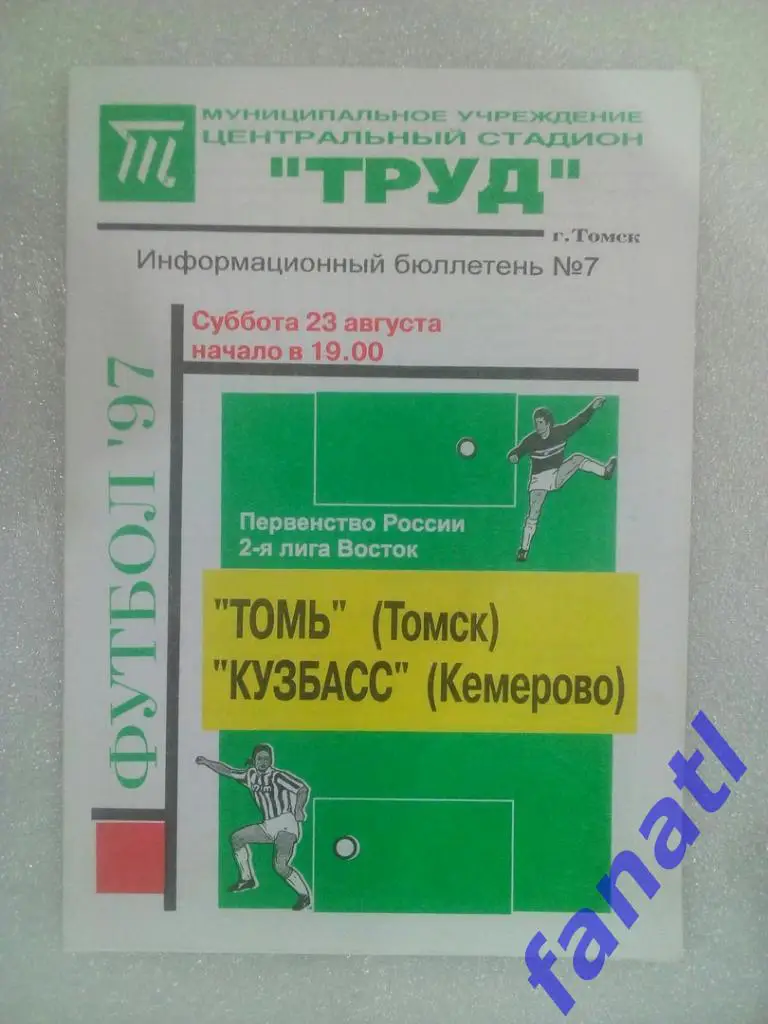 МУНИЦИПАЛЬНОЕ УЧРЕЖДЕНИЕ
ЦЕНТРАЛЬНЫЙ СТАДИОН
"ТРУД"
г.Томск
Информационный бюллетень №7
Суббота 23 августа
начало в 19.00
ФУТБОЛ '97
Первенство России
2-я лига Восток
"ТОМЬ" (Томск)
"КУЗБАСС" (Кемерово)
fanatl